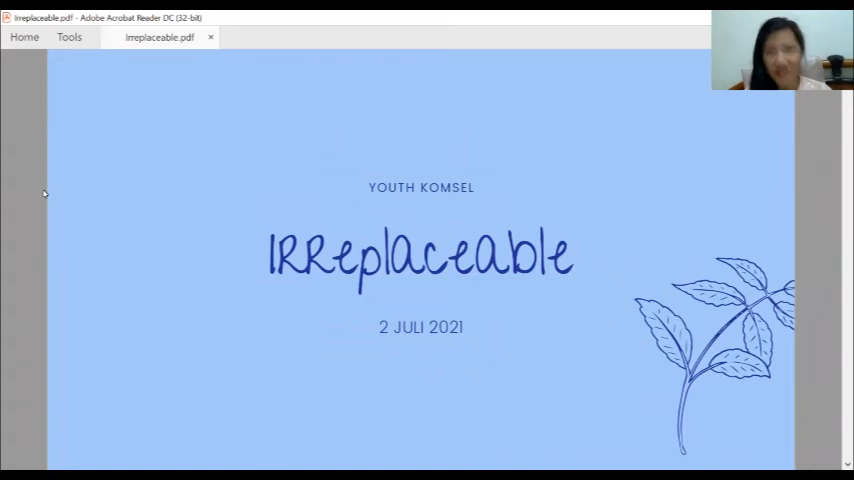 Irreplaceable.pdf - Adobe Acrobat Reader DC (32-bit)
Home Tools Irreplaceable.pdf ×
YOUTH KOMSEL
IRReplaceable
2 JULI 2021